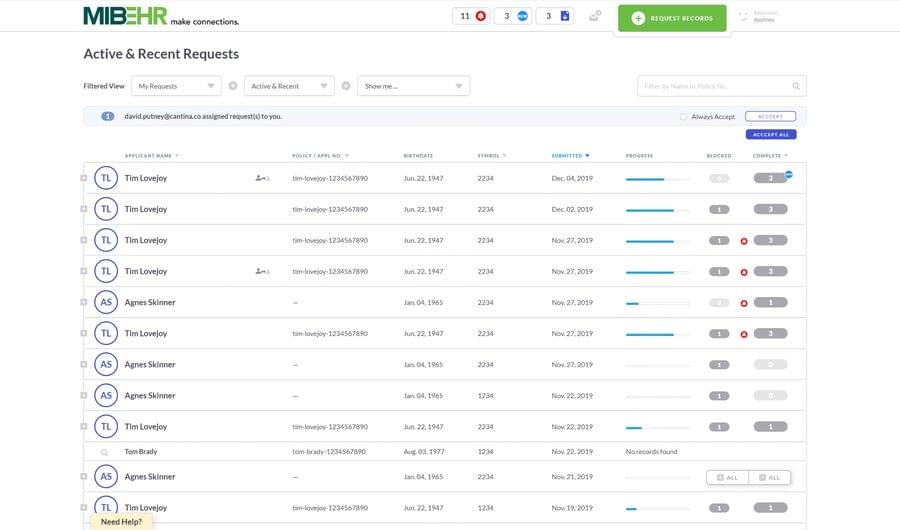 MIBEHR make connections.
11 3 NEW 3 + REQUEST RECORDS Welcome, dputney
Active & Recent Requests
Filtered View My Requests Active & Recent Show me ... Filter by Name or Policy No.
1 david.putney@cantina.co assigned request(s) to you. Always Accept ACCCEPT
ACCCEPT ALL
APPLICANT NAME POLICY / APPL NO. BIRTHDATE SYMBOL SUBMITTED PROGRESS BLOCKED COMPLETE
TL Tim Lovejoy tim-lovejoy-1234567890 Jun. 22, 1947 2234 Dec. 04, 2019 0 3
TL Tim Lovejoy tim-lovejoy-1234567890 Jun. 22, 1947 2234 Dec. 02, 2019 1 3
TL Tim Lovejoy tim-lovejoy-1234567890 Jun. 22, 1947 2234 Nov. 27, 2019 1 3
TL Tim Lovejoy tim-lovejoy-1234567890 Jun. 22, 1947 2234 Nov. 27, 2019 1 3
AS Agnes Skinner — Jan. 04, 1965 2234 Nov. 27, 2019 0 1
TL Tim Lovejoy tim-lovejoy-1234567890 Jun. 22, 1947 2234 Nov. 27, 2019 1 3
AS Agnes Skinner — Jan. 04, 1965 2234 Nov. 27, 2019 1 0
AS Agnes Skinner — Jan. 04, 1965 1234 Nov. 22, 2019 1 0
TL Tim Lovejoy tim-lovejoy-1234567890 Jun. 22, 1947 2234 Nov. 22, 2019 1 1
Tom Brady tom-brady-1234567890 Aug. 03, 1977 1234 Nov. 22, 2019 No records found
AS Agnes Skinner — Jan. 04, 1965 2234 Nov. 21, 2019 ALL ALL
TL Tim Lovejoy tim-lovejoy-1234567890 Jun. 22, 1947 1234 Nov. 19, 2019 1 1
Need Help?